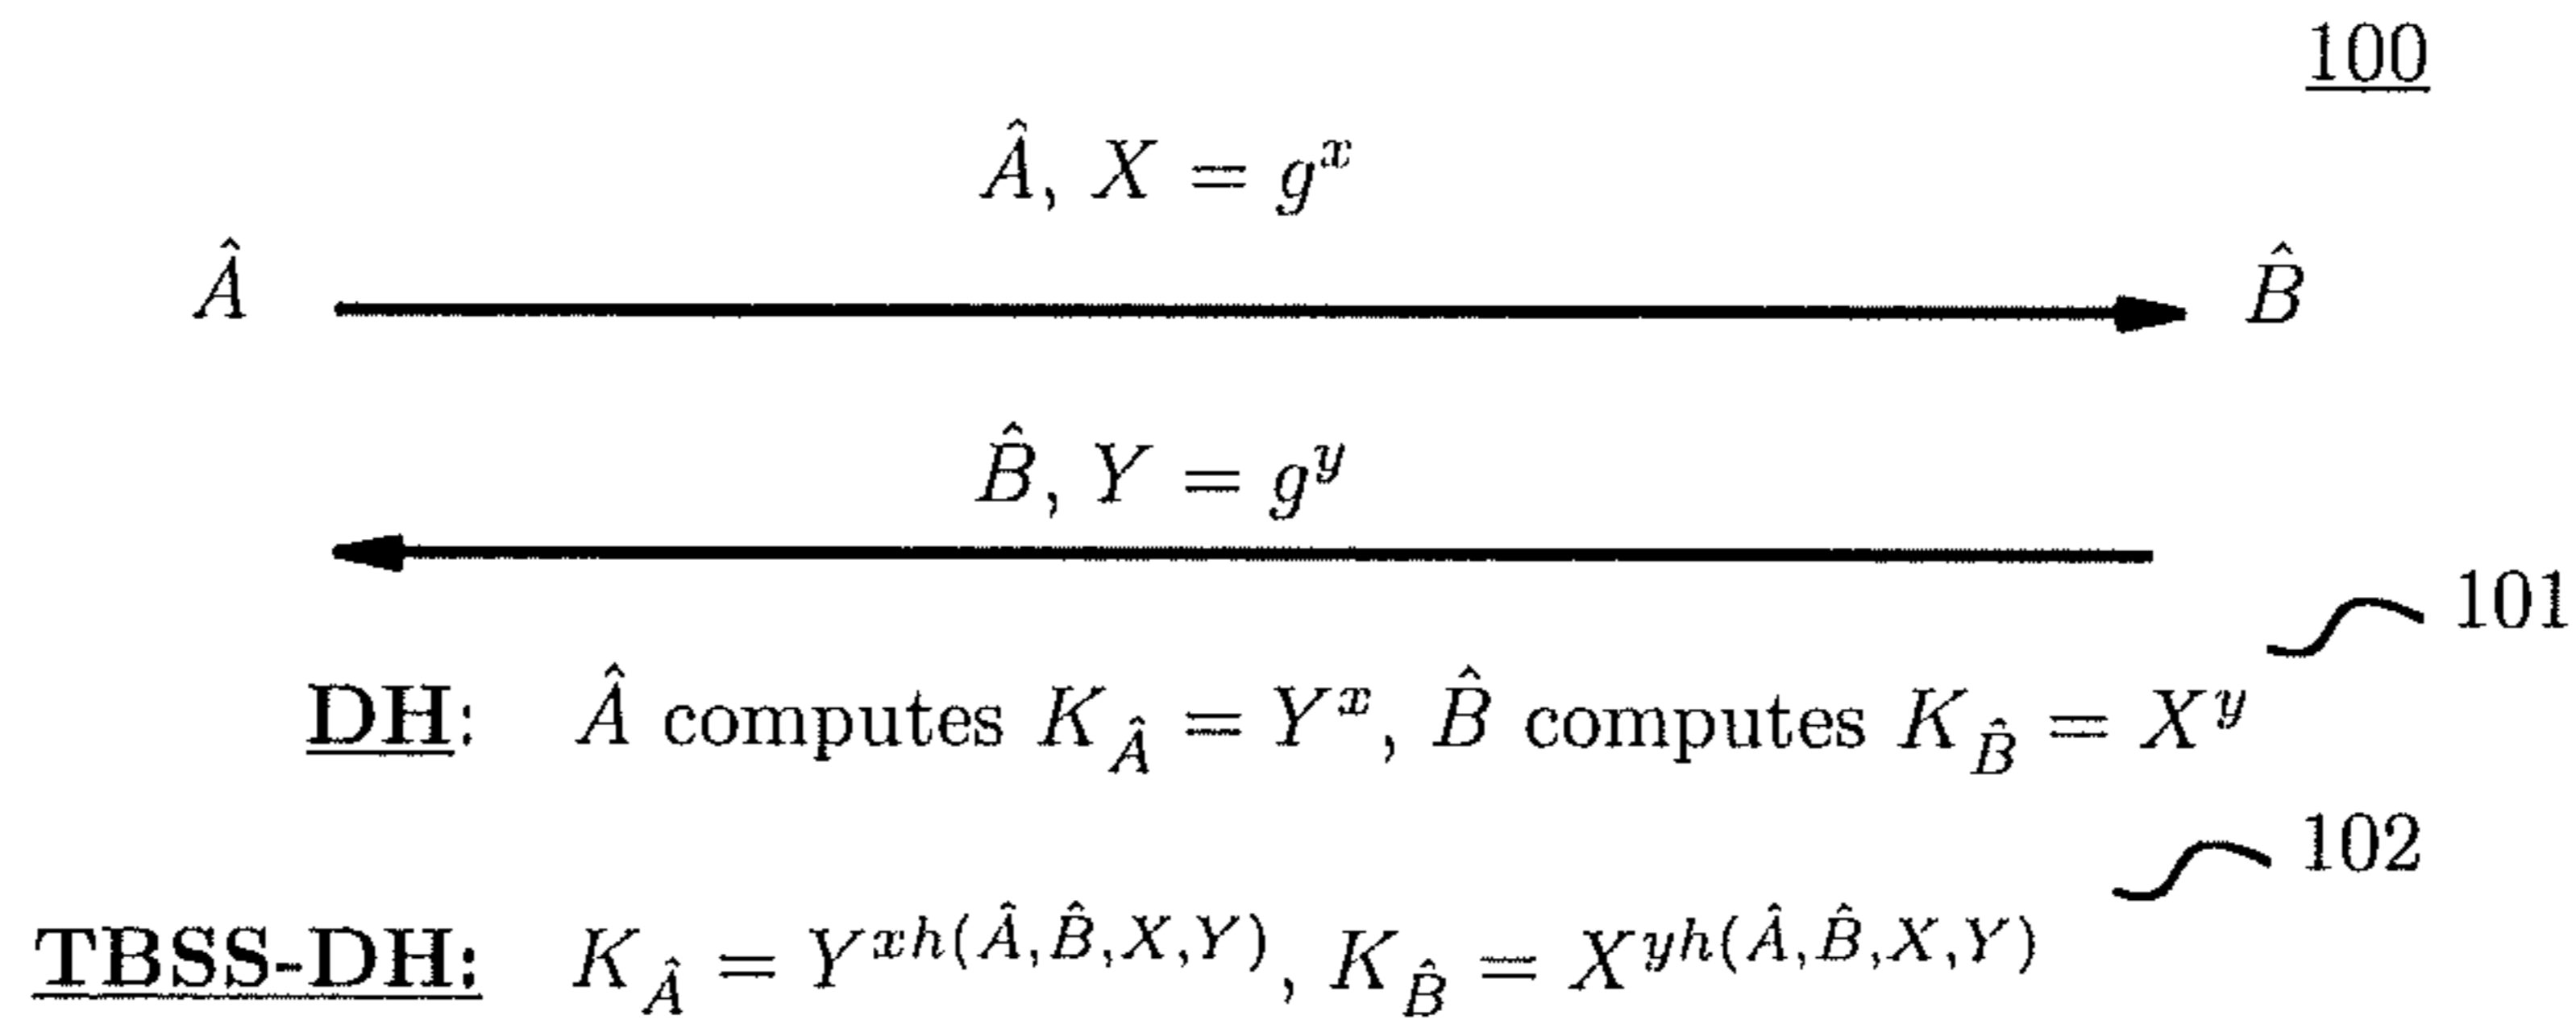 100
Â, X = g^x
Â B̂
B̂, Y = g^y
101
DH: Â computes K_Â = Y^x, B̂ computes K_B̂ = X^y
102
TBSS-DH: K_Â = Y^{xh(Â,B̂,X,Y)}, K_B̂ = X^{yh(Â,B̂,X,Y)}